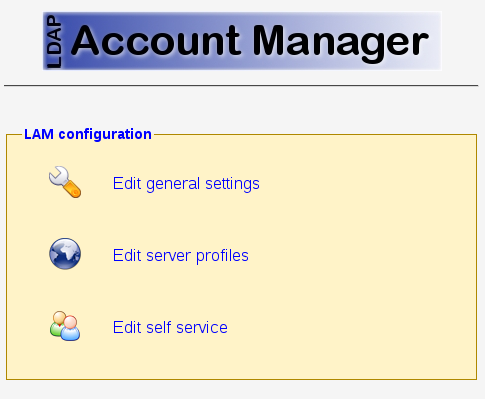 LDAP Account Manager
LAM configuration
Edit general settings
Edit server profiles
Edit self service